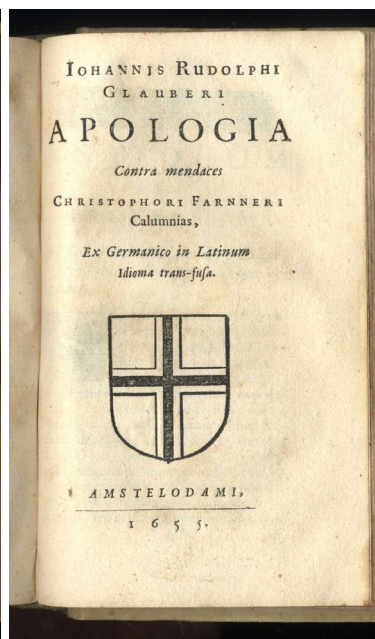 IOHANNIS RUDOLPHI
GLAUBERI
APOLOGIA
Contra mendaces
CHRISTOPHORI FARNNERI
Calumnias,
Ex Germanico in Latinum
Idioma trans-fusa.
AMSTELODAMI,
1655.